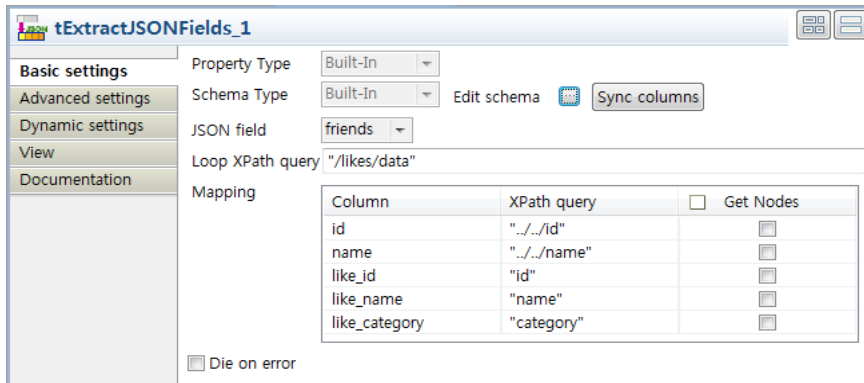 JSON
tExtractJSONFields_1
Basic settings
Advanced settings
Dynamic settings
View
Documentation
Property Type Built-In
Schema Type Built-In Edit schema ... Sync columns
JSON field friends
Loop XPath query "/likes/data"
Mapping
Column XPath query Get Nodes
id "../../id"
name "../../name"
like_id "id"
like_name "name"
like_category "category"
Die on error